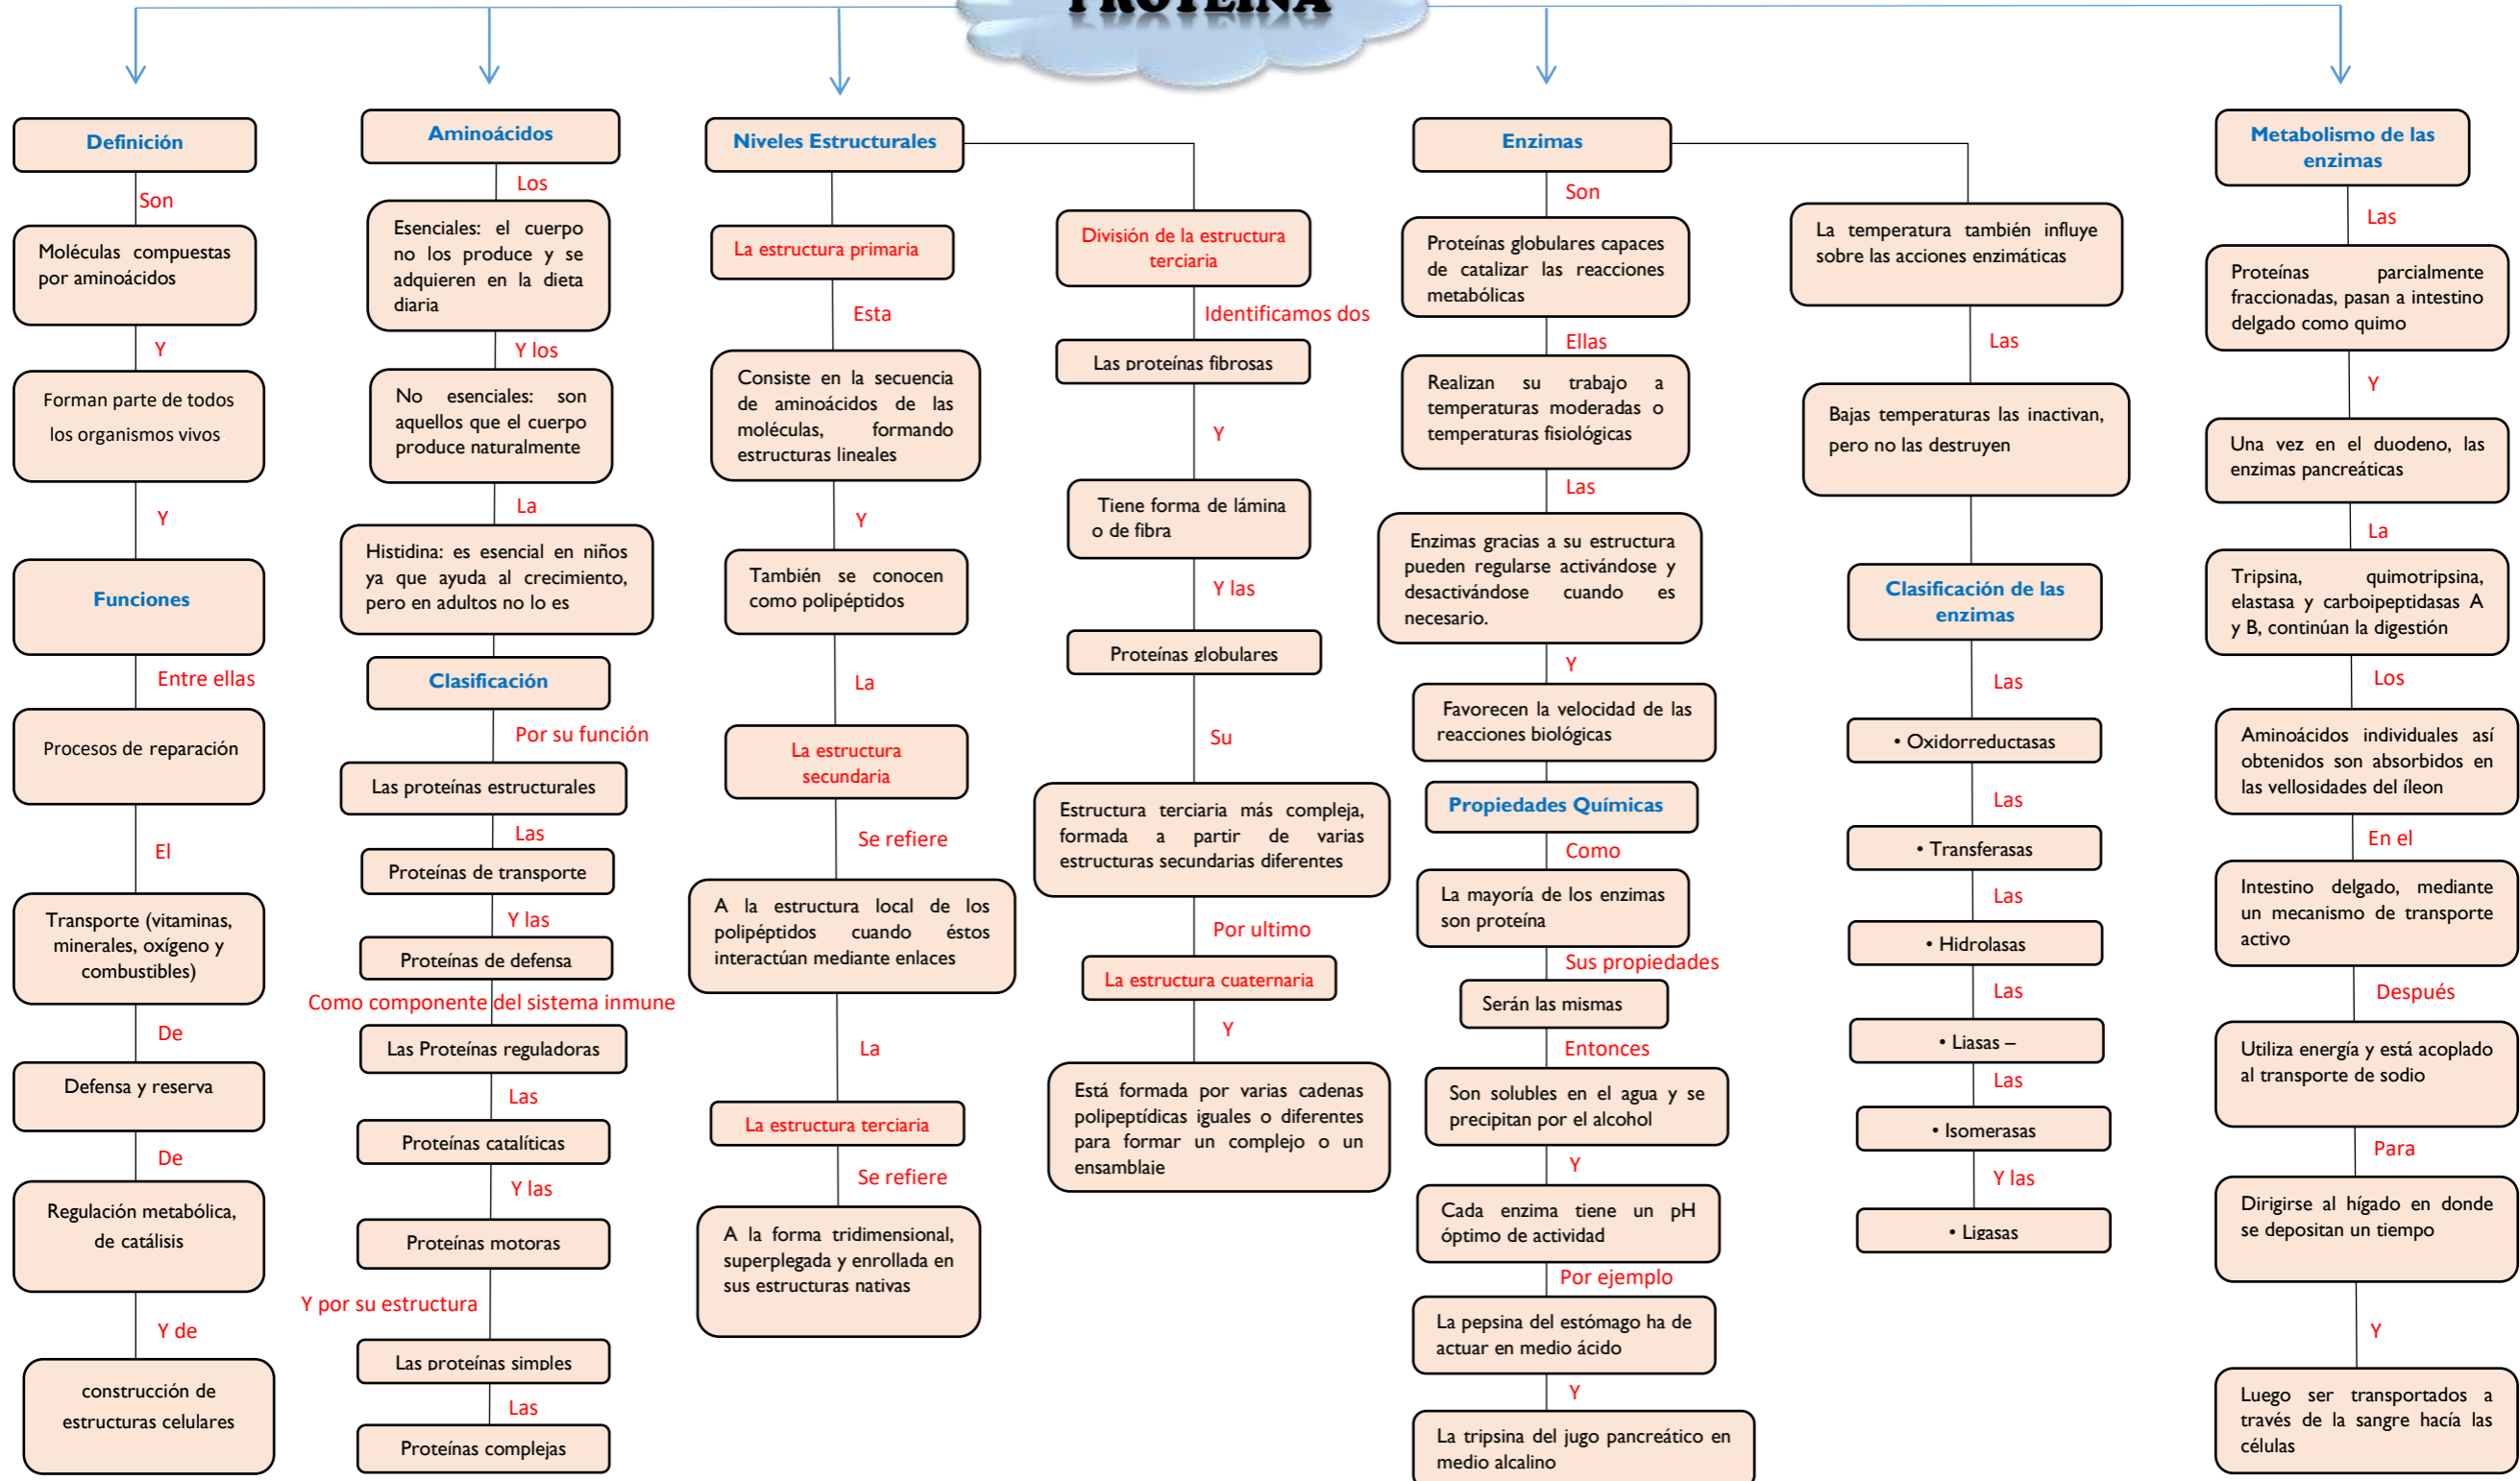 PROTEINA
Definición
Son
Moléculas compuestas
por aminoácidos
Y
Forman parte de todos
los organismos vivos
Y
Funciones
Entre ellas
Procesos de reparación
El
Transporte (vitaminas,
minerales, oxígeno y
combustibles)
De
Defensa y reserva
De
Regulación metabólica,
de catálisis
Y de
construcción de
estructuras celulares
Aminoácidos
Los
Esenciales: el cuerpo
no los produce y se
adquieren en la dieta
diaria
Y los
No esenciales: son
aquellos que el cuerpo
produce naturalmente
La
Histidina: es esencial en niños
ya que ayuda al crecimiento,
pero en adultos no lo es
Clasificación
Por su función
Las proteínas estructurales
Las
Proteínas de transporte
Y las
Proteínas de defensa
Como componente del sistema inmune
Las Proteínas reguladoras
Las
Proteínas catalíticas
Y las
Proteínas motoras
Y por su estructura
Las proteínas simples
Las
Proteínas complejas
Niveles Estructurales
La estructura primaria
Esta
Consiste en la secuencia
de aminoácidos de las
moléculas, formando
estructuras lineales
Y
También se conocen
como polipéptidos
La
La estructura
secundaria
Se refiere
A la estructura local de los
polipéptidos cuando éstos
interactúan mediante enlaces
La
La estructura terciaria
Se refiere
A la forma tridimensional,
superplegada y enrollada en
sus estructuras nativas
División de la estructura
terciaria
Identificamos dos
Las proteínas fibrosas
Y
Tiene forma de lámina
o de fibra
Y las
Proteínas globulares
Su
Estructura terciaria más compleja,
formada a partir de varias
estructuras secundarias diferentes
Por ultimo
La estructura cuaternaria
Y
Está formada por varias cadenas
polipeptídicas iguales o diferentes
para formar un complejo o un
ensamblaje
Enzimas
Son
Proteínas globulares capaces
de catalizar las reacciones
metabólicas
Ellas
Realizan su trabajo a
temperaturas moderadas o
temperaturas fisiológicas
Las
Enzimas gracias a su estructura
pueden regularse activándose y
desactivándose cuando es
necesario.
Y
Favorecen la velocidad de las
reacciones biológicas
Propiedades Químicas
Como
La mayoría de los enzimas
son proteína
Sus propiedades
Serán las mismas
Entonces
Son solubles en el agua y se
precipitan por el alcohol
Y
Cada enzima tiene un pH
óptimo de actividad
Por ejemplo
La pepsina del estómago ha de
actuar en medio ácido
Y
La tripsina del jugo pancreático en
medio alcalino
La temperatura también influye
sobre las acciones enzimáticas
Las
Bajas temperaturas las inactivan,
pero no las destruyen
Clasificación de las
enzimas
Las
• Oxidorreductasas
Las
• Transferasas
Las
• Hidrolasas
Las
• Liasas –
Las
• Isomerasas
Y las
• Ligasas
Metabolismo de las
enzimas
Las
Proteínas parcialmente
fraccionadas, pasan a intestino
delgado como quimo
Y
Una vez en el duodeno, las
enzimas pancreáticas
La
Tripsina, quimotripsina,
elastasa y carboipeptidasas A
y B, continúan la digestión
Los
Aminoácidos individuales así
obtenidos son absorbidos en
las vellosidades del íleon
En el
Intestino delgado, mediante
un mecanismo de transporte
activo
Después
Utiliza energía y está acoplado
al transporte de sodio
Para
Dirigirse al hígado en donde
se depositan un tiempo
Y
Luego ser transportados a
través de la sangre hacía las
células